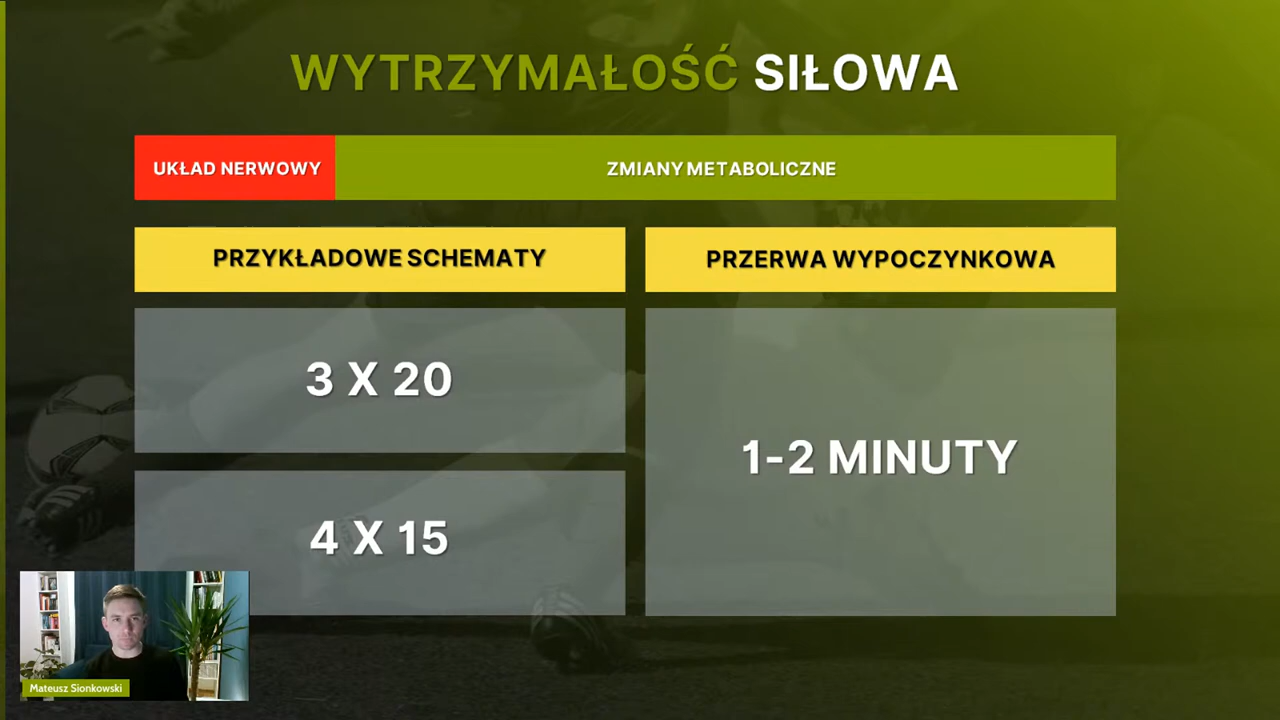 WYTRZYMAŁOŚĆ SIŁOWA
UKŁAD NERWOWY
ZMIANY METABOLICZNE
PRZYKŁADOWE SCHEMATY
PRZERWA WYPOCZYNKOWA
3 X 20
4 X 15
1-2 MINUTY
Mateusz Sionkowski